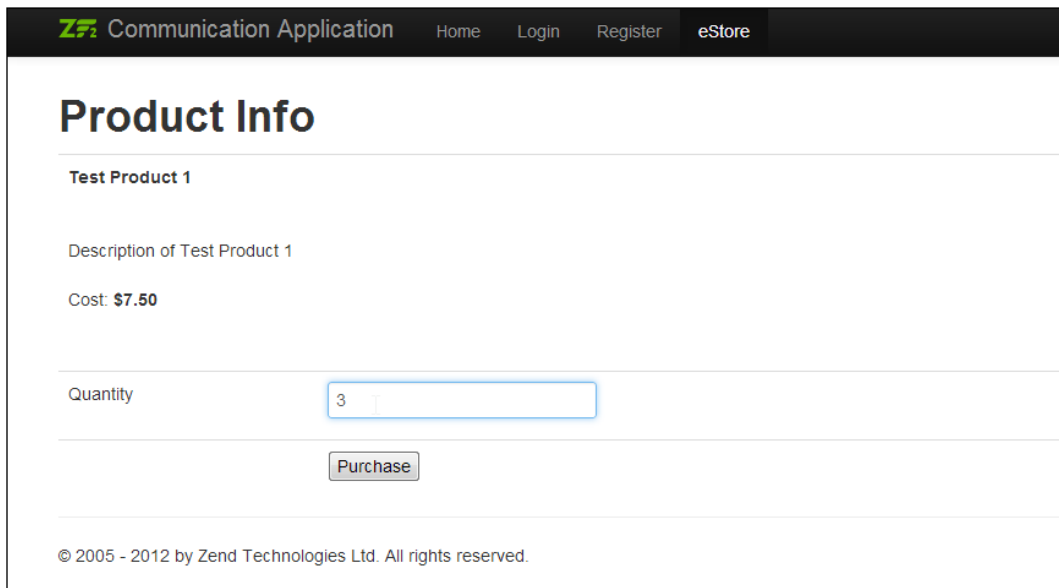 ZF2 Communication Application Home Login Register eStore
Product Info
Test Product 1
Description of Test Product 1
Cost: $7.50
Quantity 3
Purchase
© 2005 - 2012 by Zend Technologies Ltd. All rights reserved.